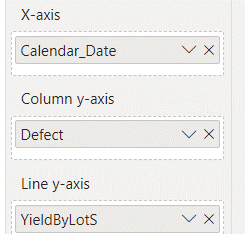 X-axis
Calendar_Date
Column y-axis
Defect
Line y-axis
YieldByLotS